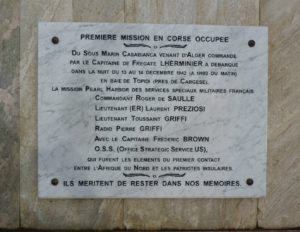 PREMIERE MISSION EN CORSE OCCUPEE
DU SOUS MARIN CASABIANCA VENANT D'ALGER COMMANDE
PAR LE CAPITAINE DE FREGATE LHERMINIER A DEBARQUE
DANS LA NUIT DU 13 AU 14 DECEMBRE 1942 (A 1H00 DU MATIN)
EN BAIE DE TOPIDI (PRES DE CARGESE),
LA MISSION PEARL HARBOR DES SERVICES SPECIAUX MILITAIRES FRANCAIS:
COMMANDANT ROGER DE SAULLE
LIEUTENANT (ER) LAURENT PREZIOSI
LIEUTENANT TOUSSAINT GRIFFI
RADIO PIERRE GRIFFI
AVEC LE CAPITAINE FREDERIC BROWN
O.S.S. (OFFICE STRATEGIC SERVICE US),
QUI FURENT LES ELEMENTS DU PREMIER CONTACT
ENTRE L'AFRIQUE DU NORD ET LES PATRIOTES INSULAIRES.
ILS MERITENT DE RESTER DANS NOS MEMOIRES.